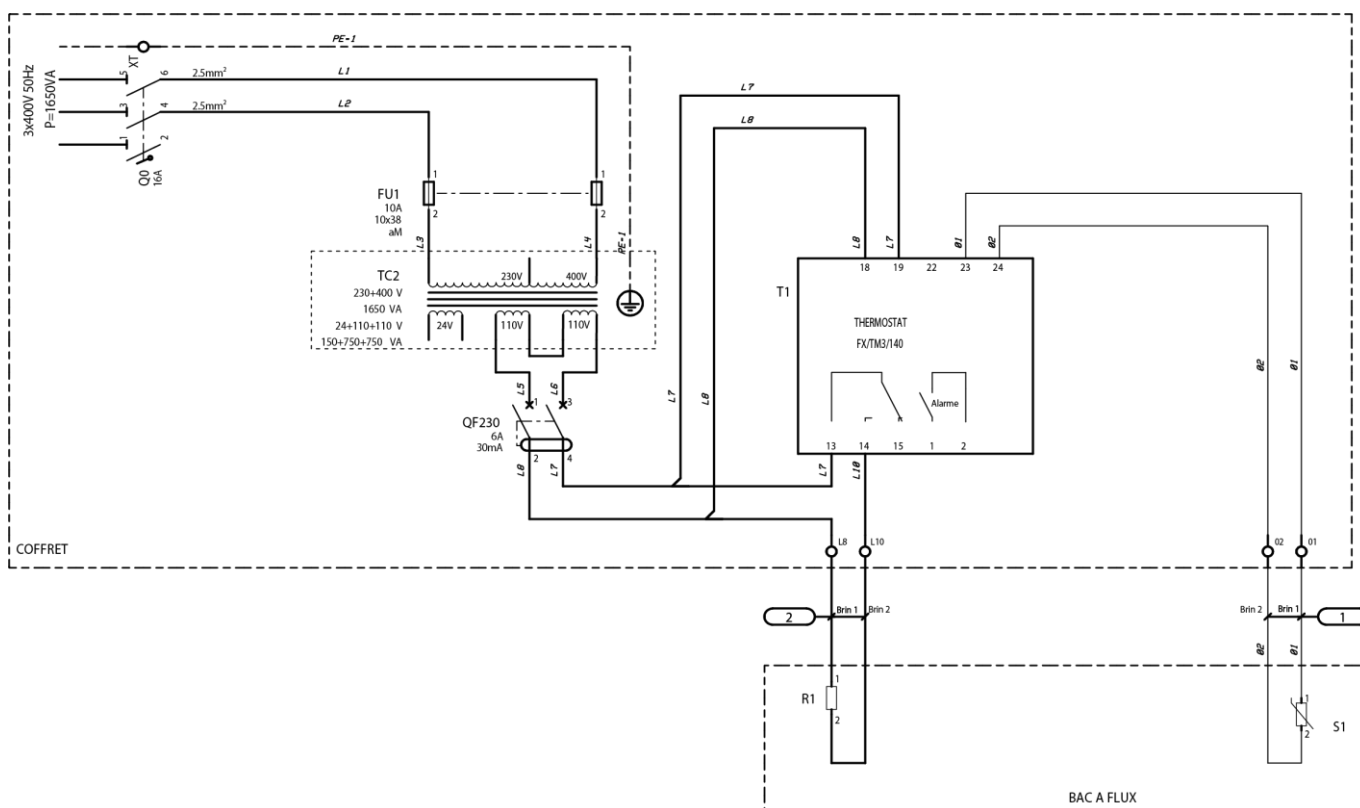 PE-1
XT
3x400V 50Hz
P=1650VA
5
6
2.5mm²
L1
3
4
2.5mm²
L2
1
2
Q0
16A
L7
L8
FU1
10A
10x38
aM
1
2
1
2
L3
L4
PE-1
TC2
230+400 V
1650 VA
24+110+110 V
150+750+750 VA
230V
400V
24V
110V
110V
L5
L6
QF230
6A
30mA
1
3
2
4
L8
L7
L7
L8
L8
L7
01
02
18
19
22
23
24
T1
THERMOSTAT
FX/TM3/140
Alarme
13
14
15
1
2
L7
L10
02
01
COFFRET
L8
L10
02
01
2
Brin 1
Brin 2
Brin 2
Brin 1
1
02
01
R1
1
2
1
2
S1
BAC A FLUX